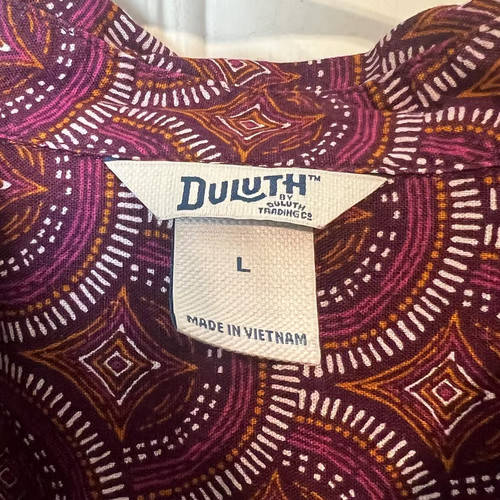 DULUTH™
BY
DULUTH
TRADING CO
L
MADE IN VIETNAM